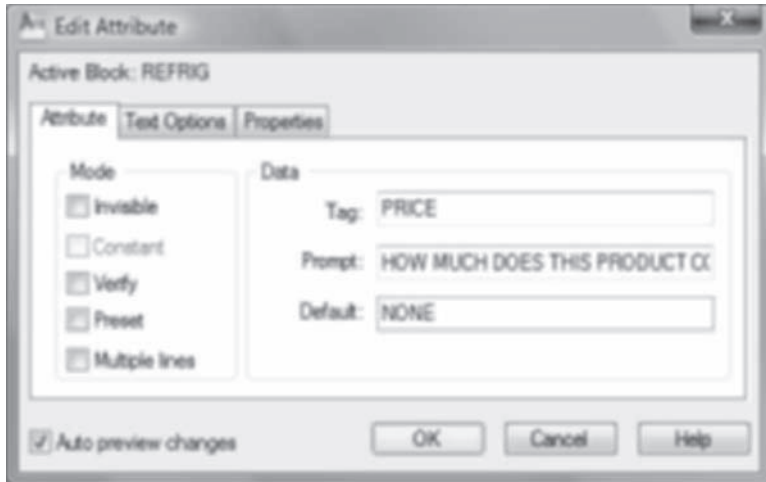 Edit Attribute
Active Block: REFRIG
Attribute Text Options Properties
Mode
Invisible
Constant
Verify
Preset
Multiple lines
Data
Tag: PRICE
Prompt: HOW MUCH DOES THIS PRODUCT CO
Default: NONE
Auto preview changes
OK Cancel Help